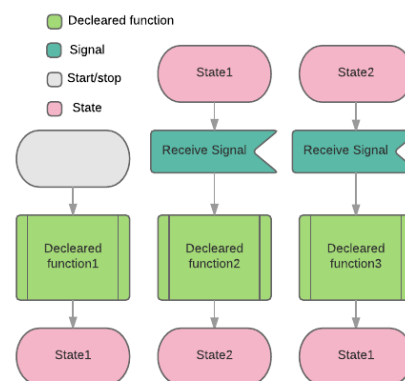 Decleared function
Signal
Start/stop
State
State1
State2
Receive Signal
Receive Signal
Decleared
function1
Decleared
function2
Decleared
function3
State1
State2
State1